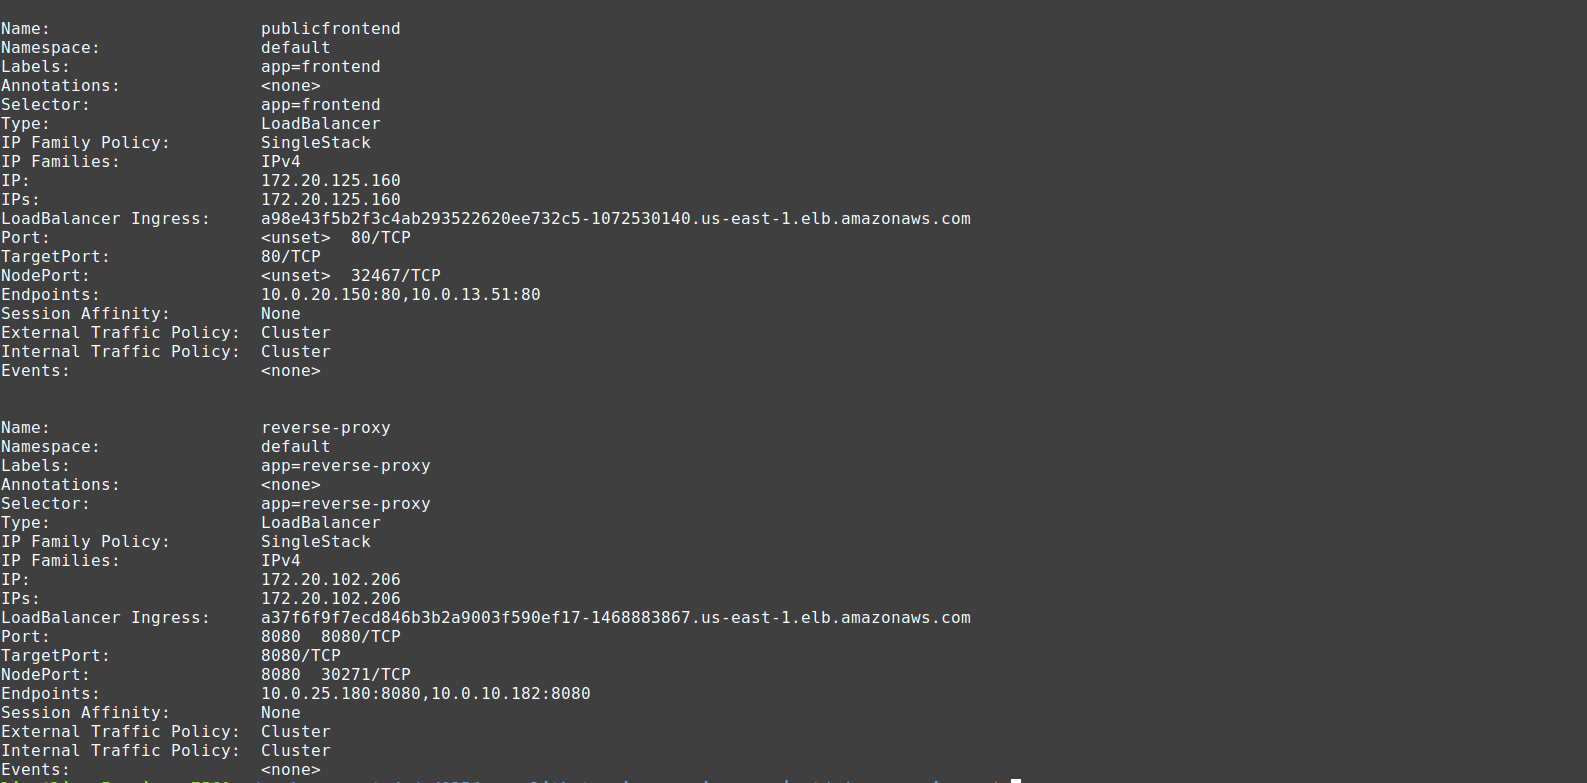 Name: publicfrontend
Namespace: default
Labels: app=frontend
Annotations: <none>
Selector: app=frontend
Type: LoadBalancer
IP Family Policy: SingleStack
IP Families: IPv4
IP: 172.20.125.160
IPs: 172.20.125.160
LoadBalancer Ingress: a98e43f5b2f3c4ab293522620ee732c5-1072530140.us-east-1.elb.amazonaws.com
Port: <unset> 80/TCP
TargetPort: 80/TCP
NodePort: <unset> 32467/TCP
Endpoints: 10.0.20.150:80,10.0.13.51:80
Session Affinity: None
External Traffic Policy: Cluster
Internal Traffic Policy: Cluster
Events: <none>
Name: reverse-proxy
Namespace: default
Labels: app=reverse-proxy
Annotations: <none>
Selector: app=reverse-proxy
Type: LoadBalancer
IP Family Policy: SingleStack
IP Families: IPv4
IP: 172.20.102.206
IPs: 172.20.102.206
LoadBalancer Ingress: a37f6f9f7ecd846b3b2a9003f590ef17-1468883867.us-east-1.elb.amazonaws.com
Port: 8080 8080/TCP
TargetPort: 8080/TCP
NodePort: 8080 30271/TCP
Endpoints: 10.0.25.180:8080,10.0.10.182:8080
Session Affinity: None
External Traffic Policy: Cluster
Internal Traffic Policy: Cluster
Events: <none>